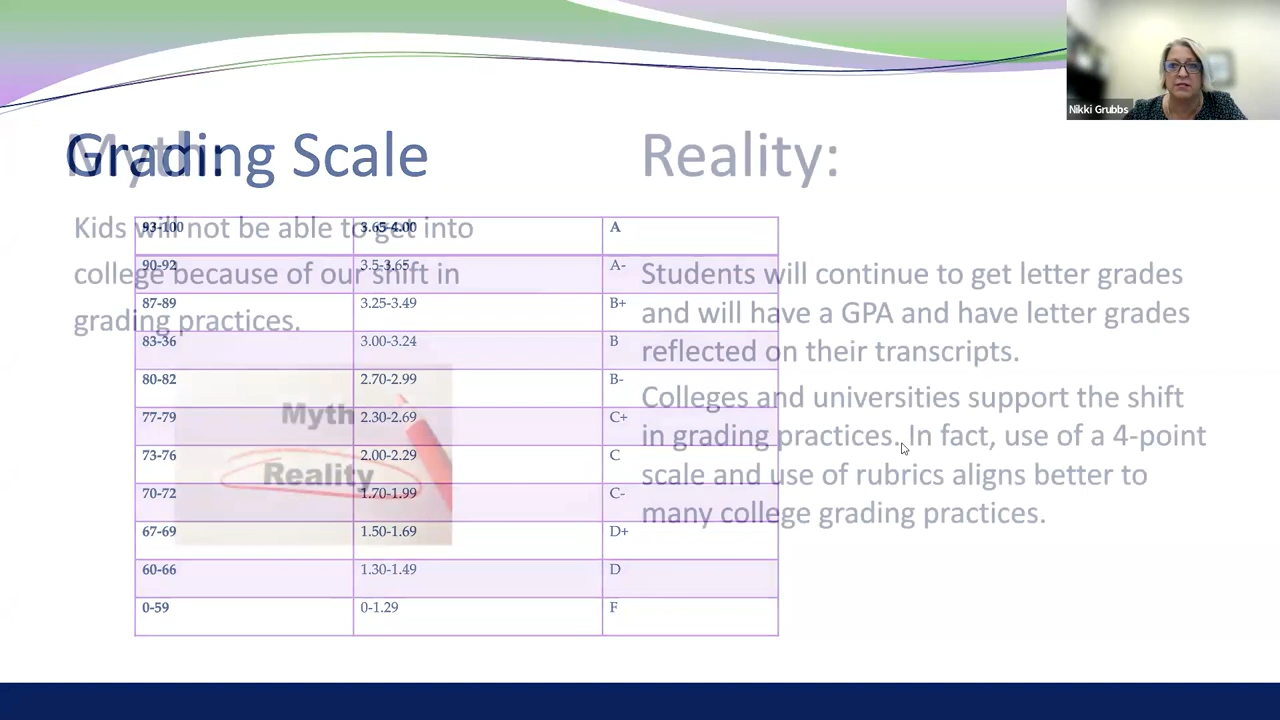 Nikki Grubbs
Grading Scale
93-100 3.65-4.00 A
90-92 3.5-3.65 A-
87-89 3.25-3.49 B+
83-36 3.00-3.24 B
80-82 2.70-2.99 B-
77-79 2.30-2.69 C+
73-76 2.00-2.29 C
70-72 1.70-1.99 C-
67-69 1.50-1.69 D+
60-66 1.30-1.49 D
0-59 0-1.29 F
Myth:
Kids will not be able to get into
college because of our shift in
grading practices.
Myth
Reality
Reality:
Students will continue to get letter grades
and will have a GPA and have letter grades
reflected on their transcripts.
Colleges and universities support the shift
in grading practices. In fact, use of a 4-point
scale and use of rubrics aligns better to
many college grading practices.